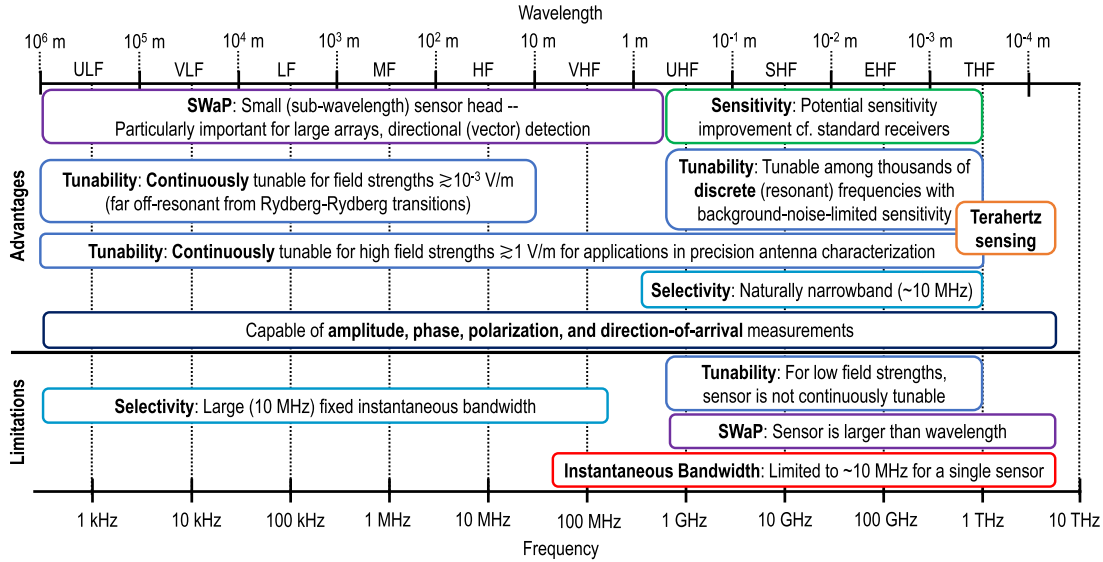 Wavelength
10⁶ m 10⁵ m 10⁴ m 10³ m 10² m 10 m 1 m 10⁻¹ m 10⁻² m 10⁻³ m 10⁻⁴ m
ULF VLF LF MF HF VHF UHF SHF EHF THF
Advantages
SWaP: Small (sub-wavelength) sensor head --
Particularly important for large arrays, directional (vector) detection
Sensitivity: Potential sensitivity
improvement cf. standard receivers
Tunability: Continuously tunable for field strengths ≳10⁻³ V/m
(far off-resonant from Rydberg-Rydberg transitions)
Tunability: Tunable among thousands of
discrete (resonant) frequencies with
background-noise-limited sensitivity
Terahertz
sensing
Tunability: Continuously tunable for high field strengths ≳1 V/m for applications in precision antenna characterization
Selectivity: Naturally narrowband (~10 MHz)
Capable of amplitude, phase, polarization, and direction-of-arrival measurements
Limitations
Tunability: For low field strengths,
sensor is not continuously tunable
Selectivity: Large (10 MHz) fixed instantaneous bandwidth
SWaP: Sensor is larger than wavelength
Instantaneous Bandwidth: Limited to ~10 MHz for a single sensor
1 kHz 10 kHz 100 kHz 1 MHz 10 MHz 100 MHz 1 GHz 10 GHz 100 GHz 1 THz 10 THz
Frequency